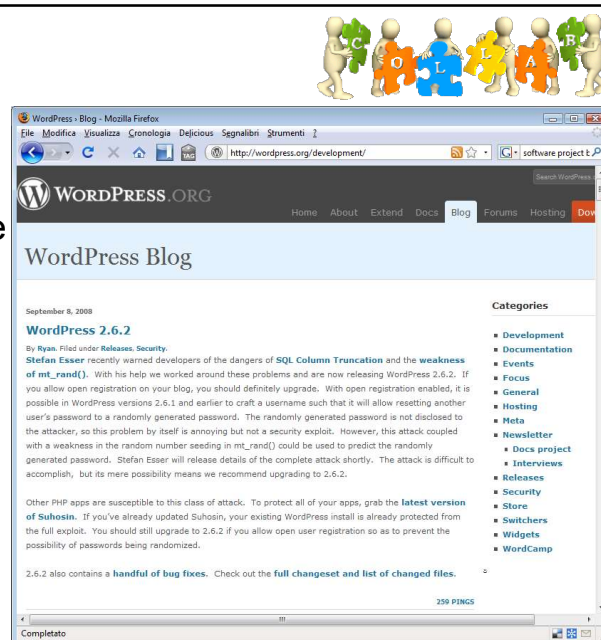 C O L L A B
WordPress › Blog - Mozilla Firefox
File Modifica Visualizza Cronologia Delicious Segnalibri Strumenti ?
TAG http://wordpress.org/development/ G software project
Search WordPress
WORDPRESS.ORG
Home About Extend Docs Blog Forums Hosting Dow
e
WordPress Blog
September 8, 2008
WordPress 2.6.2
By Ryan. Filed under Releases, Security.
Stefan Esser recently warned developers of the dangers of SQL Column Truncation and the weakness
of mt_rand(). With his help we worked around these problems and are now releasing WordPress 2.6.2. If
you allow open registration on your blog, you should definitely upgrade. With open registration enabled, it is
possible in WordPress versions 2.6.1 and earlier to craft a username such that it will allow resetting another
user's password to a randomly generated password. The randomly generated password is not disclosed to
the attacker, so this problem by itself is annoying but not a security exploit. However, this attack coupled
with a weakness in the random number seeding in mt_rand() could be used to predict the randomly
generated password. Stefan Esser will release details of the complete attack shortly. The attack is difficult to
accomplish, but its mere possibility means we recommend upgrading to 2.6.2.
Other PHP apps are susceptible to this class of attack. To protect all of your apps, grab the latest version
of Suhosin. If you've already updated Suhosin, your existing WordPress install is already protected from
the full exploit. You should still upgrade to 2.6.2 if you allow open user registration so as to prevent the
possibility of passwords being randomized.
2.6.2 also contains a handful of bug fixes. Check out the full changeset and list of changed files.
259 PINGS
Categories
Development
Documentation
Events
Focus
General
Hosting
Meta
Newsletter
Docs project
Interviews
Releases
Security
Store
Switchers
Widgets
WordCamp
Completato